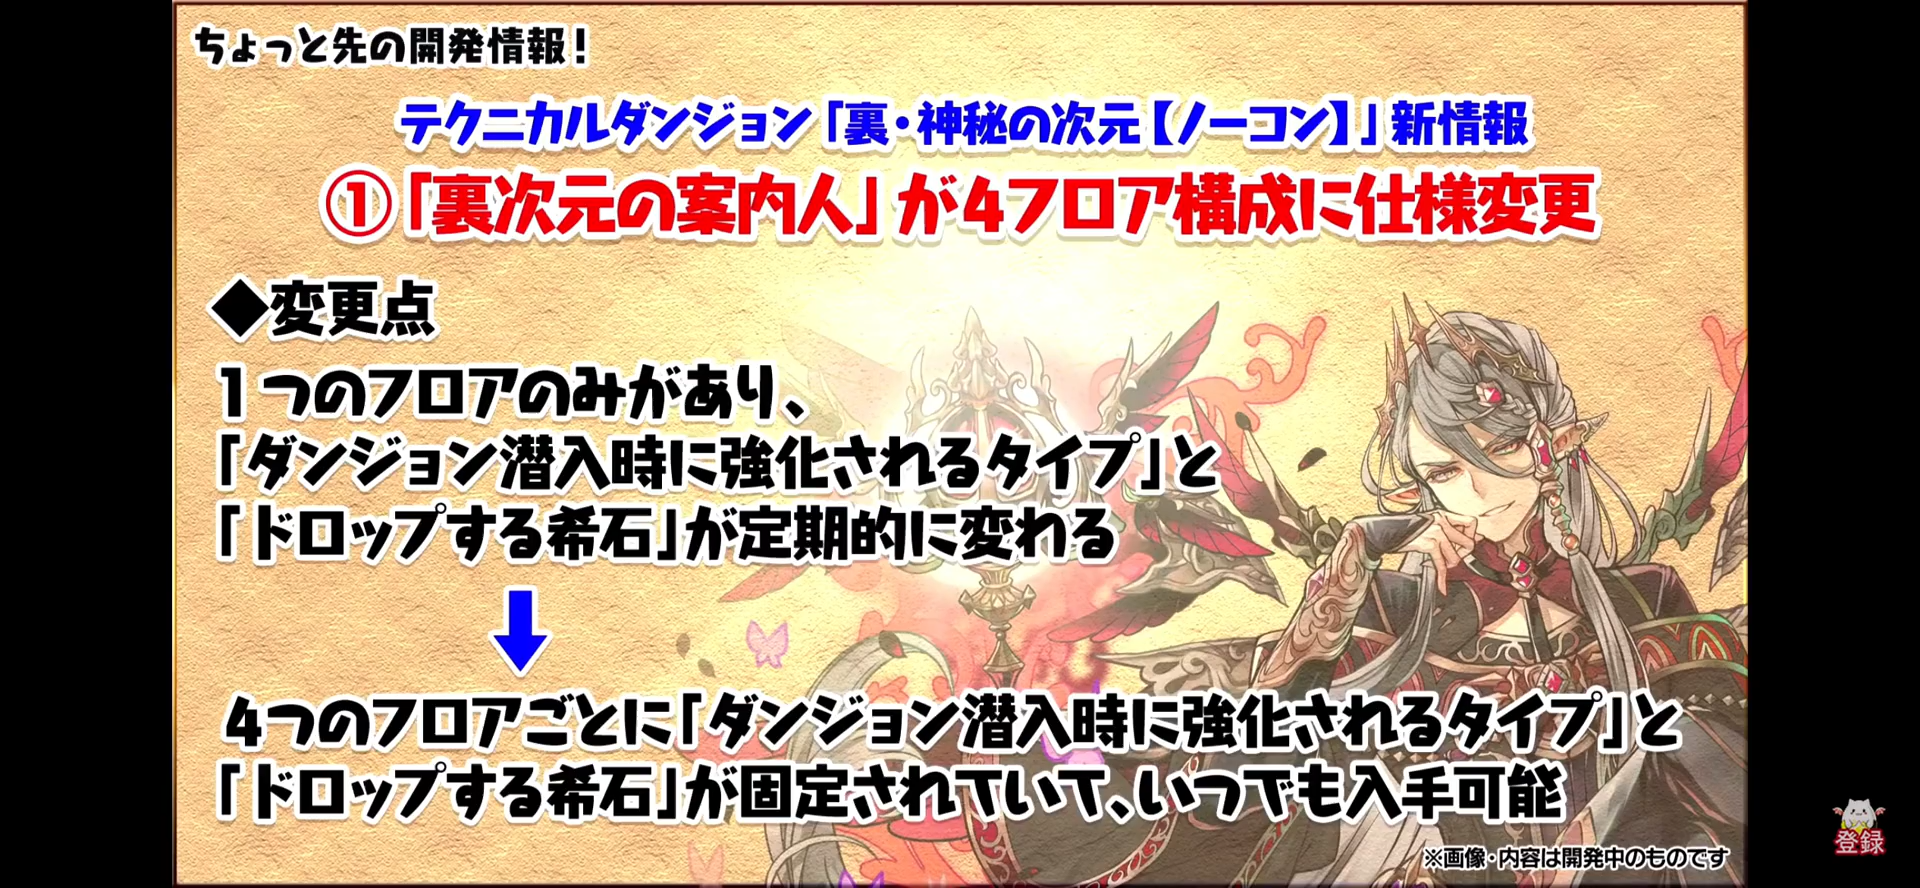 ちょっと先の開発情報！
テクニカルダンジョン「裏・神秘の次元【ノーコン】」新情報
①「裏次元の案内人」が4フロア構成に仕様変更
◆変更点
1つのフロアのみがあり、
「ダンジョン潜入時に強化されるタイプ」と
「ドロップする希石」が定期的に変わる
4つのフロアごとに「ダンジョン潜入時に強化されるタイプ」と
「ドロップする希石」が固定されていて、いつでも入手可能
※画像・内容は開発中のものです
登録